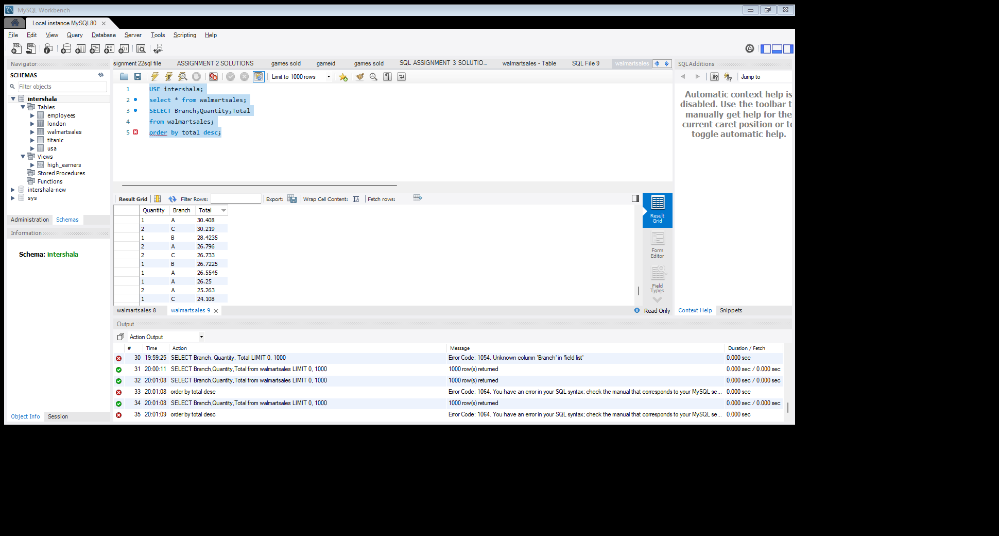 MySQL Workbench
Local instance MySQL80
File Edit View Query Database Server Tools Scripting Help
Navigator
SCHEMAS
Filter objects
intershala
Tables
employees
london
walmartsales
titanic
usa
Views
high_earners
Stored Procedures
Functions
intershala-new
sys
Administration Schemas
Information
Schema: intershala
Object Info Session
signment 22sql file ASSIGNMENT 2 SOLUTIONS games sold gameid games sold SQL ASSIGNMENT 3 SOLUTIO... walmartsales - Table SQL File 9 walmartsales
Limit to 1000 rows
1 USE intershala;
2 select * from walmartsales;
3 SELECT Branch,Quantity,Total
4 from walmartsales;
5 order by total desc;
Result Grid Filter Rows: Export: Wrap Cell Content: Fetch rows:
Quantity Branch Total
1 A 30.408
2 C 30.219
1 B 28.4235
2 A 26.796
2 C 26.733
1 B 26.7225
1 A 26.5545
1 A 26.25
2 A 25.263
1 C 24.108
Result Grid
Form Editor
Field Types
walmartsales 8 walmartsales 9
Read Only
SQLAdditions
Jump to
Automatic context help is
disabled. Use the toolbar t
manually get help for the
current caret position or to
toggle automatic help.
Context Help Snippets
Output
Action Output
# Time Action Message Duration / Fetch
30 19:59:25 SELECT Branch, Quantity, Total LIMIT 0, 1000 Error Code: 1054. Unknown column 'Branch' in 'field list' 0.000 sec
31 20:00:11 SELECT Branch,Quantity,Total from walmartsales LIMIT 0, 1000 1000 row(s) returned 0.000 sec / 0.000 sec
32 20:01:08 SELECT Branch,Quantity,Total from walmartsales LIMIT 0, 1000 1000 row(s) returned 0.000 sec / 0.000 sec
33 20:01:08 order by total desc Error Code: 1064. You have an error in your SQL syntax; check the manual that corresponds to your MySQL se... 0.000 sec
34 20:01:08 SELECT Branch,Quantity,Total from walmartsales LIMIT 0, 1000 1000 row(s) returned 0.000 sec / 0.000 sec
35 20:01:09 order by total desc Error Code: 1064. You have an error in your SQL syntax; check the manual that corresponds to your MySQL se... 0.000 sec